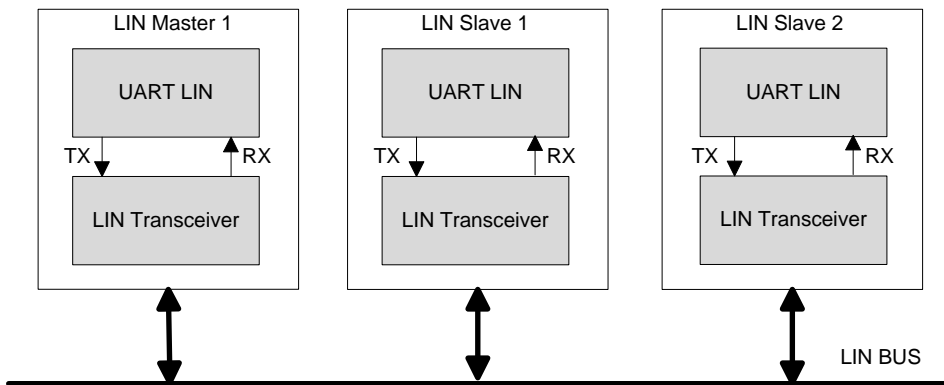 LIN Master 1
UART LIN
TX
RX
LIN Transceiver
LIN Slave 1
UART LIN
TX
RX
LIN Transceiver
LIN Slave 2
UART LIN
TX
RX
LIN Transceiver
LIN BUS